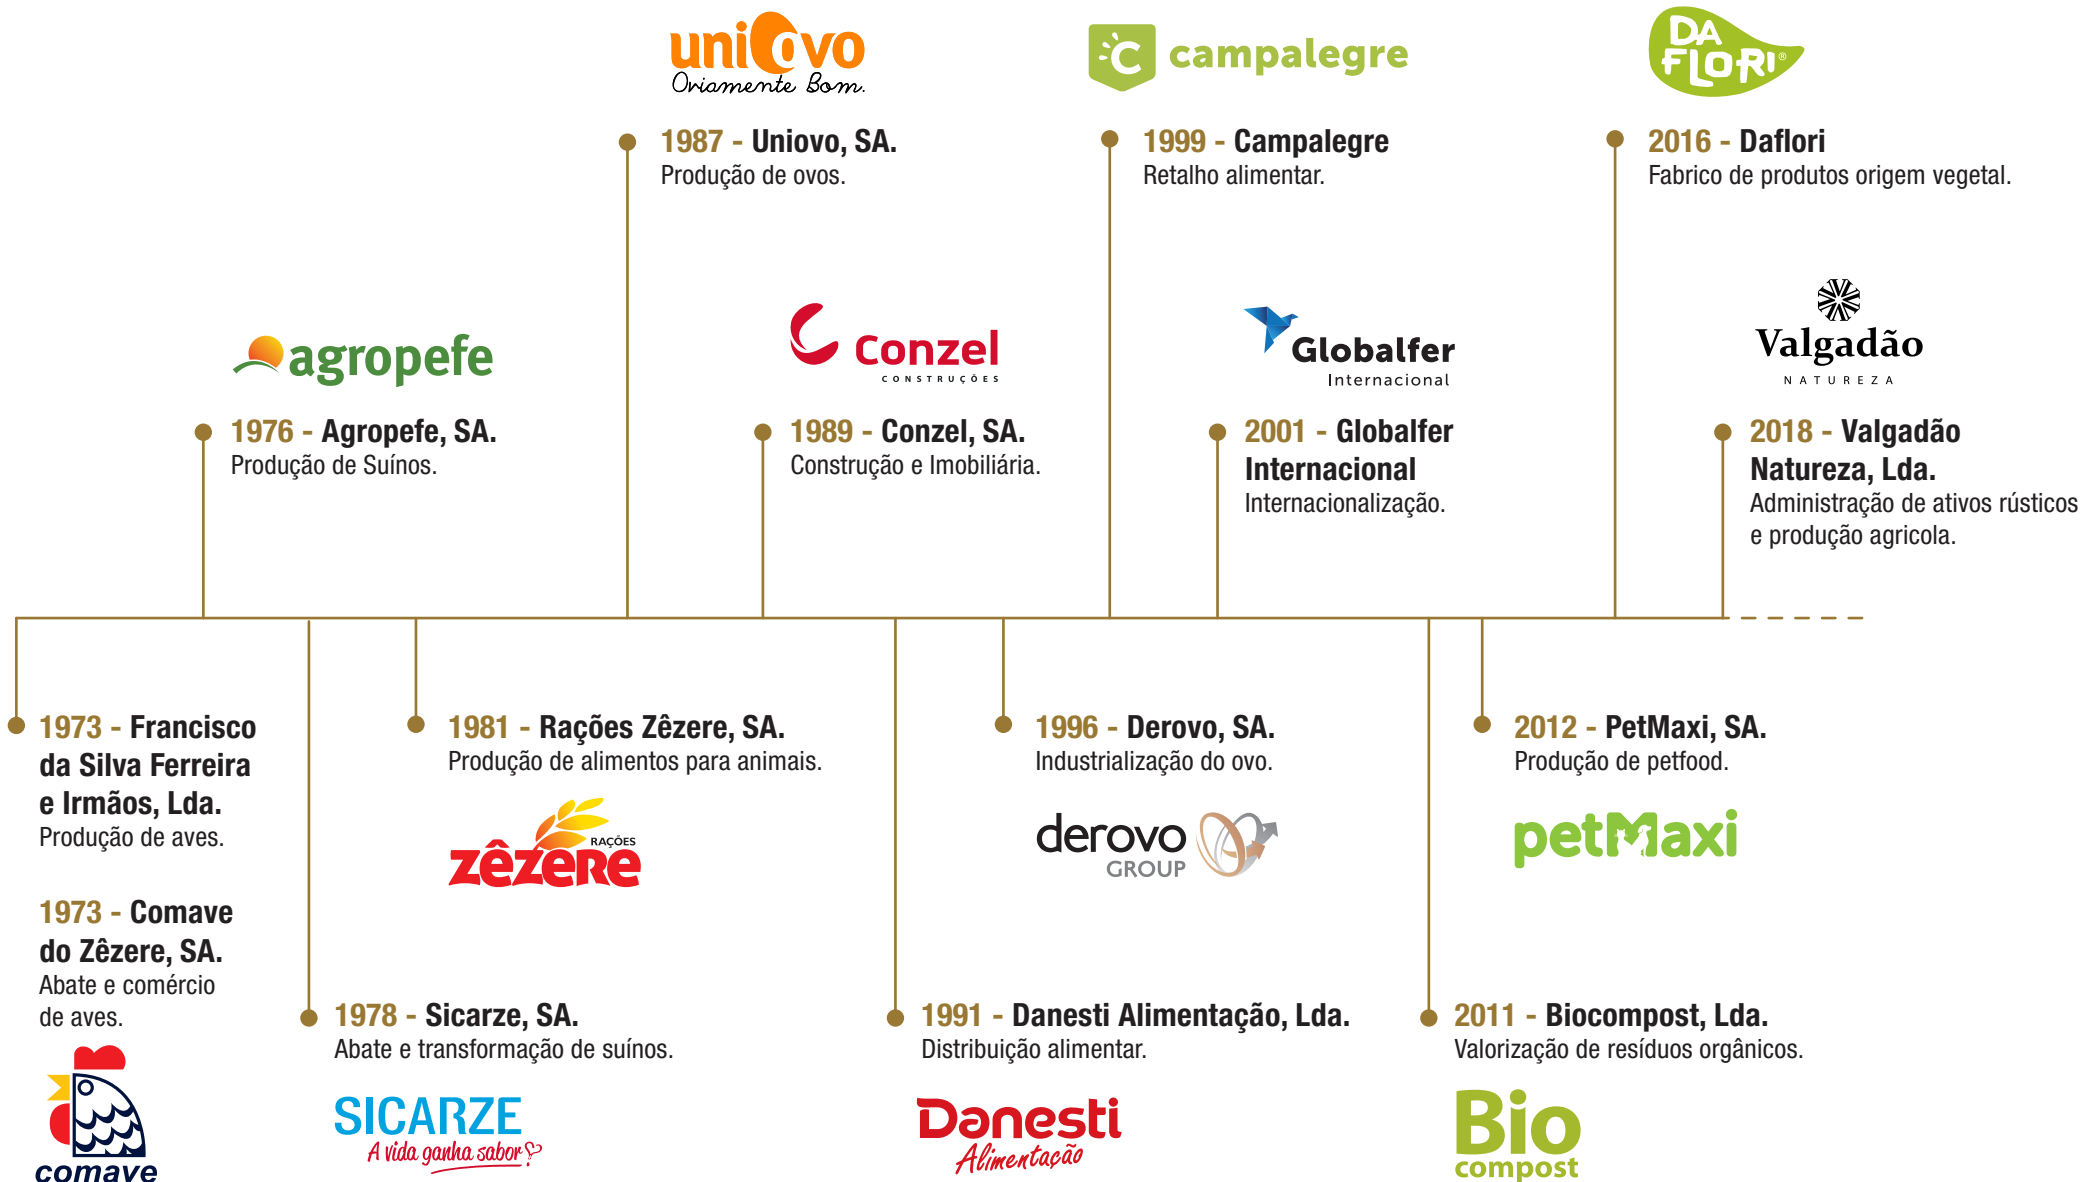 uniovo
Oviamente Bom.
1987 - Uniovo, SA.
Produção de ovos.
C campalegre
1999 - Campalegre
Retalho alimentar.
DA
FLORI®
2016 - Daflori
Fabrico de produtos origem vegetal.
agropefe
1976 - Agropefe, SA.
Produção de Suínos.
Conzel
CONSTRUÇÕES
1989 - Conzel, SA.
Construção e Imobiliária.
Globalfer
Internacional
2001 - Globalfer
Internacional
Internacionalização.
Valgadão
NATUREZA
2018 - Valgadão
Natureza, Lda.
Administração de ativos rústicos
e produção agricola.
1973 - Francisco
da Silva Ferreira
e Irmãos, Lda.
Produção de aves.
1973 - Comave
do Zêzere, SA.
Abate e comércio
de aves.
comave
1978 - Sicarze, SA.
Abate e transformação de suínos.
SICARZE
A vida ganha sabor
1981 - Rações Zêzere, SA.
Produção de alimentos para animais.
RAÇÕES
zêzere
1991 - Danesti Alimentação, Lda.
Distribuição alimentar.
Danesti
Alimentação
1996 - Derovo, SA.
Industrialização do ovo.
derovo
GROUP
2011 - Biocompost, Lda.
Valorização de resíduos orgânicos.
Bio
compost
2012 - PetMaxi, SA.
Produção de petfood.
petMaxi